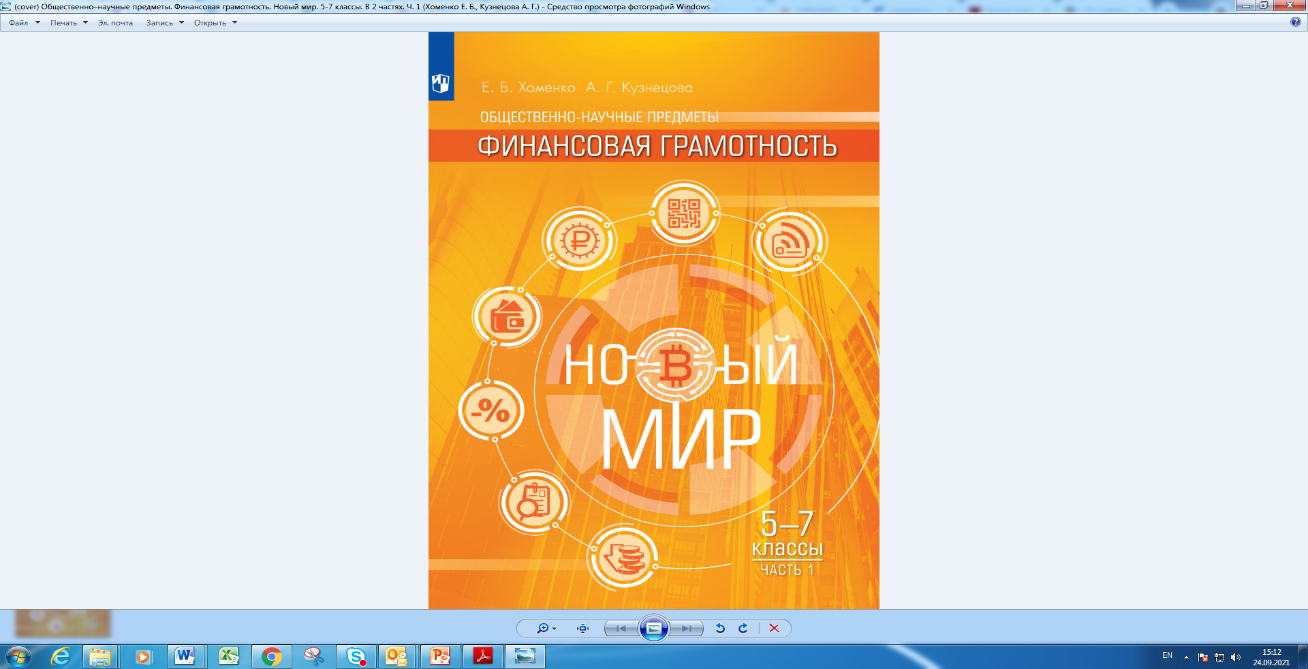 (cover) Общественно-научные предметы. Финансовая грамотность. Новый мир. 5-7 классы. В 2 частях. Ч. 1 (Хоменко Е. Б., Кузнецова А. Г.) - Средство просмотра фотографий Windows
Файл Печать Эл. почта Запись Открыть
Е. Б. Хоменко А. Г. Кузнецова
ОБЩЕСТВЕННО-НАУЧНЫЕ ПРЕДМЕТЫ
ФИНАНСОВАЯ ГРАМОТНОСТЬ
-%
НОВЫЙ
МИР
5–7
классы
ЧАСТЬ 1
EN
15:12
24.09.2021